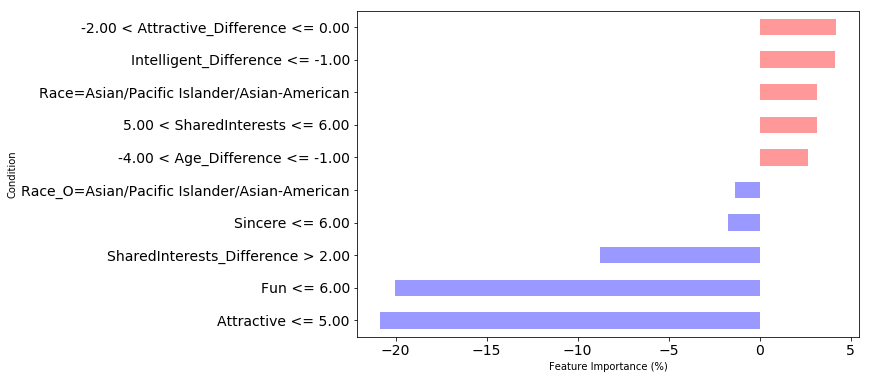 -2.00 < Attractive_Difference <= 0.00
Intelligent_Difference <= -1.00
Race=Asian/Pacific Islander/Asian-American
5.00 < SharedInterests <= 6.00
-4.00 < Age_Difference <= -1.00
Race_O=Asian/Pacific Islander/Asian-American
Sincere <= 6.00
SharedInterests_Difference > 2.00
Fun <= 6.00
Attractive <= 5.00
Condition
−20 −15 −10 −5 0 5
Feature Importance (%)